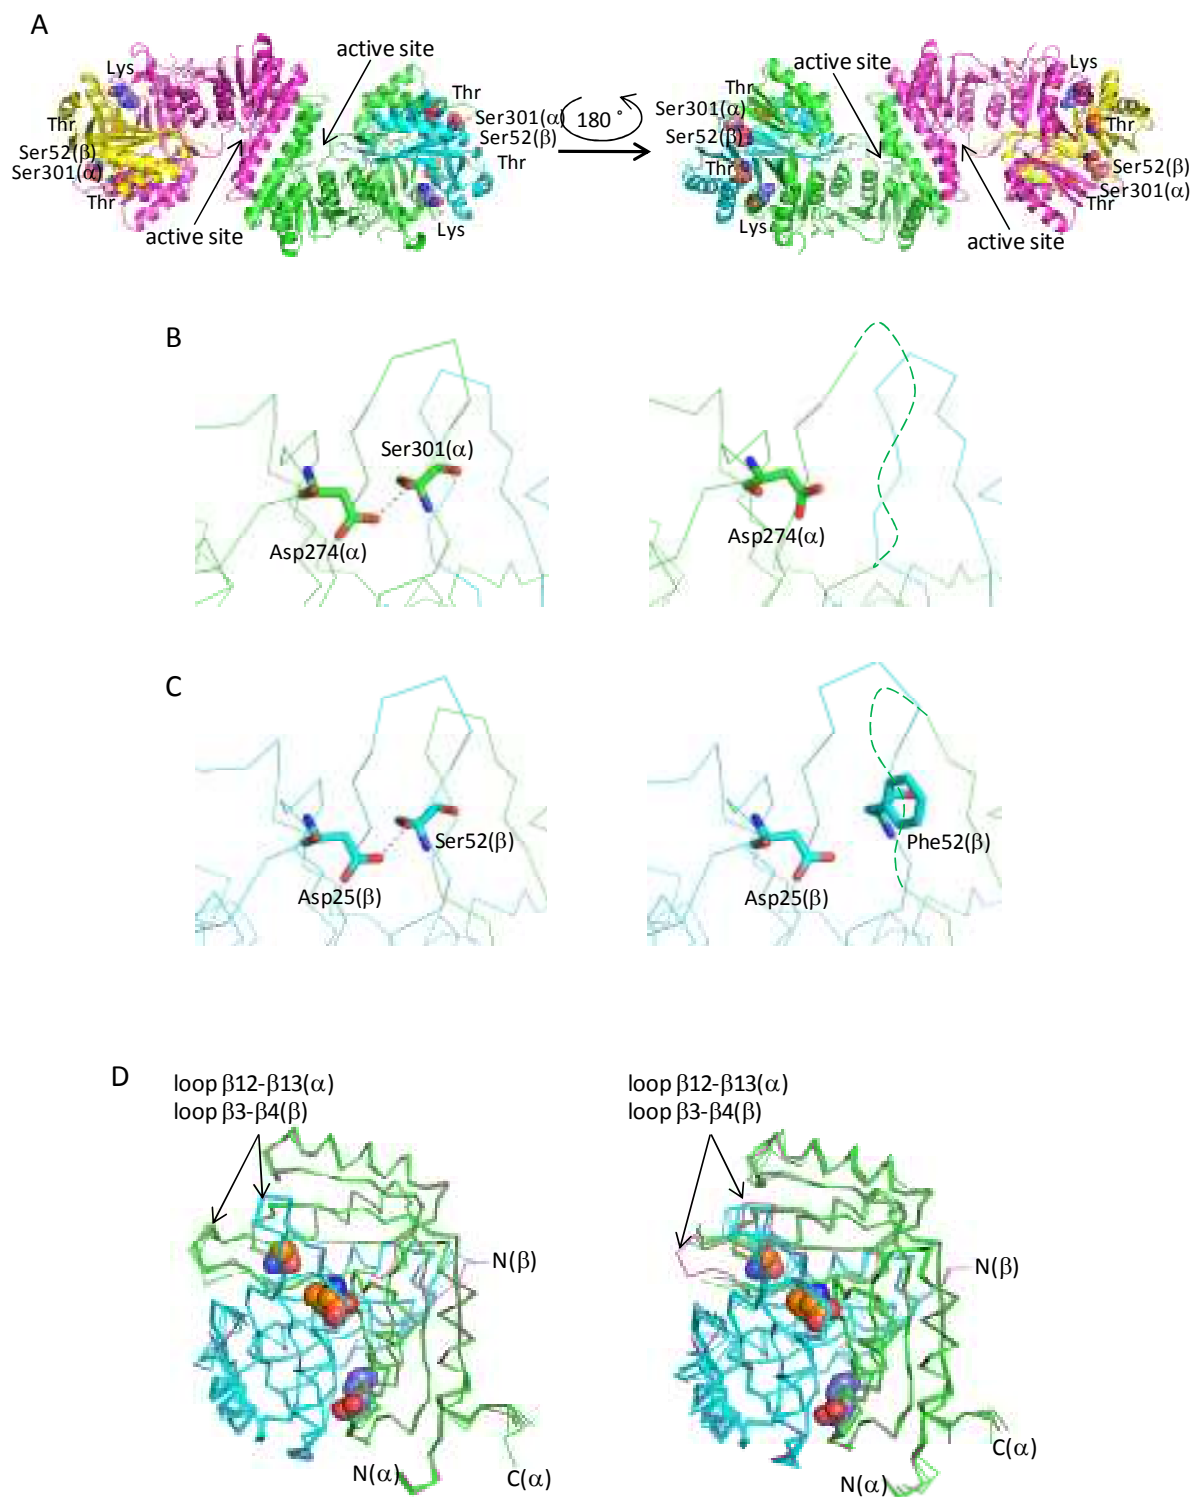 A
active site
Lys
Thr
Ser52(β)
Ser301(α)
Thr
active site
Thr
Ser301(α)
Ser52(β)
Thr
Lys
180°
active site
Thr
Ser301(α)
Ser52(β)
Thr
Lys
Lys
Thr
Ser52(β)
Ser301(α)
Thr
active site
B
Ser301(α)
Asp274(α)
Asp274(α)
C
Ser52(β)
Asp25(β)
Phe52(β)
Asp25(β)
D
loop β12-β13(α)
loop β3-β4(β)
N(β)
N(α)
C(α)
loop β12-β13(α)
loop β3-β4(β)
N(β)
C(α)
N(α)